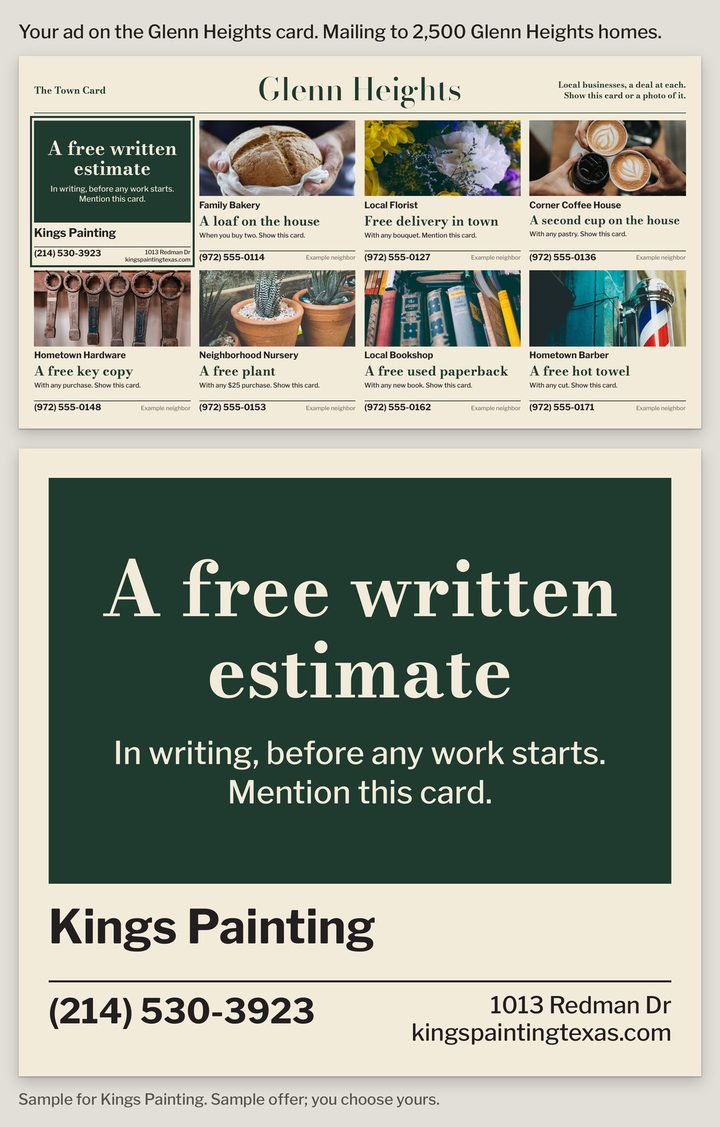 Your ad on the Glenn Heights card. Mailing to 2,500 Glenn Heights homes.
The Town Card
Glenn Heights
Local businesses, a deal at each.
Show this card or a photo of it.
A free written
estimate
In writing, before any work starts.
Mention this card.
Kings Painting
(214) 530-3923
1013 Redman Dr
kingspaintingtexas.com
Family Bakery
A loaf on the house
When you buy two. Show this card.
(972) 555-0114
Example neighbor
Local Florist
Free delivery in town
With any bouquet. Mention this card.
(972) 555-0127
Example neighbor
Corner Coffee House
A second cup on the house
With any pastry. Show this card.
(972) 555-0136
Example neighbor
Hometown Hardware
A free key copy
With any purchase. Show this card.
(972) 555-0148
Example neighbor
Neighborhood Nursery
A free plant
With any $25 purchase. Show this card.
(972) 555-0153
Example neighbor
Local Bookshop
A free used paperback
With any new book. Show this card.
(972) 555-0162
Example neighbor
Hometown Barber
A free hot towel
With any cut. Show this card.
(972) 555-0171
Example neighbor
A free written
estimate
In writing, before any work starts.
Mention this card.
Kings Painting
(214) 530-3923
1013 Redman Dr
kingspaintingtexas.com
Sample for Kings Painting. Sample offer; you choose yours.